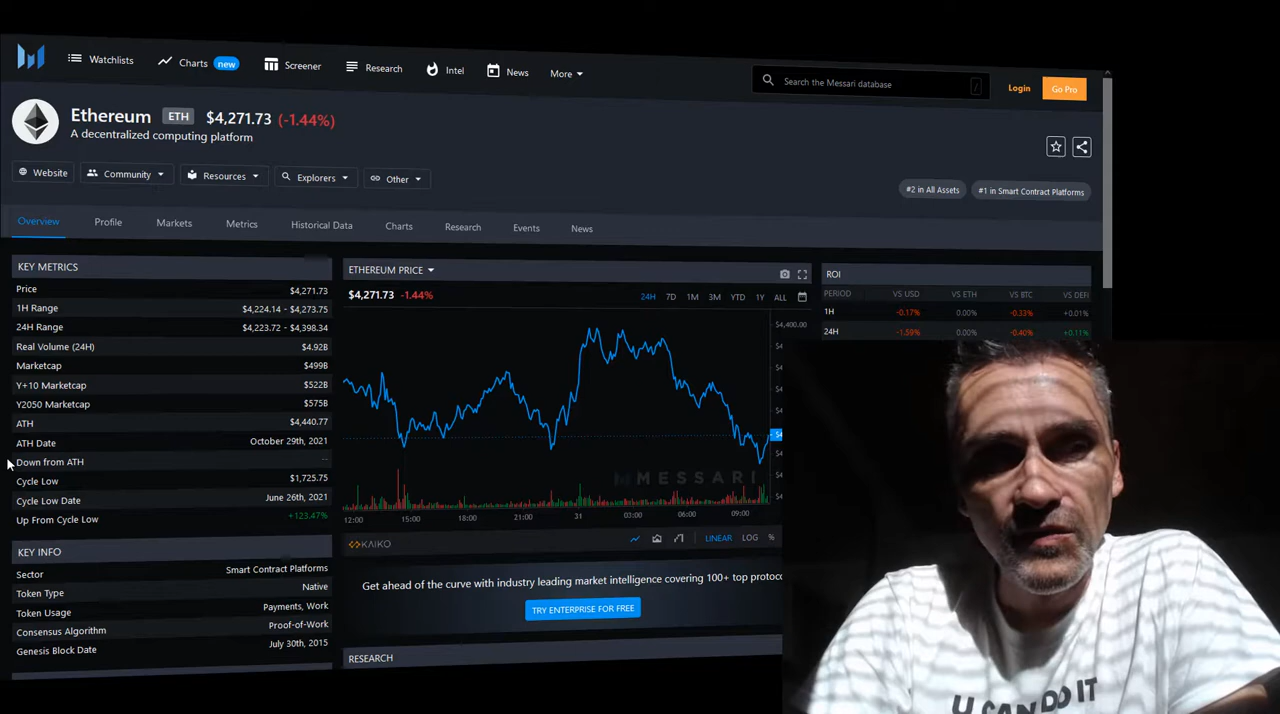 Watchlists
Charts new
Screener
Research
Intel
News
More
Search the Messari database /
Login
Go Pro
Ethereum ETH $4,271.73 (-1.44%)
A decentralized computing platform
Website
Community
Resources
Explorers
Other
#2 in All Assets
#1 in Smart Contract Platforms
Overview
Profile
Markets
Metrics
Historical Data
Charts
Research
Events
News
KEY METRICS
Price $4,271.73
1H Range $4,224.14 - $4,273.75
24H Range $4,223.72 - $4,398.34
Real Volume (24H) $4.92B
Marketcap $499B
Y+10 Marketcap $522B
Y2050 Marketcap $575B
ATH $4,440.77
ATH Date October 29th, 2021
Down from ATH --
Cycle Low $1,725.75
Cycle Low Date June 26th, 2021
Up From Cycle Low +123.47%
KEY INFO
Sector Smart Contract Platforms
Token Type Native
Token Usage Payments, Work
Consensus Algorithm Proof-of-Work
Genesis Block Date July 30th, 2015
ETHEREUM PRICE
$4,271.73 -1.44%
24H 7D 1M 3M YTD 1Y ALL
$4,400.00
MESSARI
12:00 15:00 18:00 21:00 31 03:00 06:00 09:00
KAIKO
LINEAR LOG %
Get ahead of the curve with industry leading market intelligence covering 100+ top protoc
TRY ENTERPRISE FOR FREE
RESEARCH
ROI
PERIOD VS USD VS ETH VS BTC VS DEFI
1H -0.17% 0.00% -0.33% +0.01%
24H -1.59% 0.00% -0.40% +0.11%
U CAN DO IT